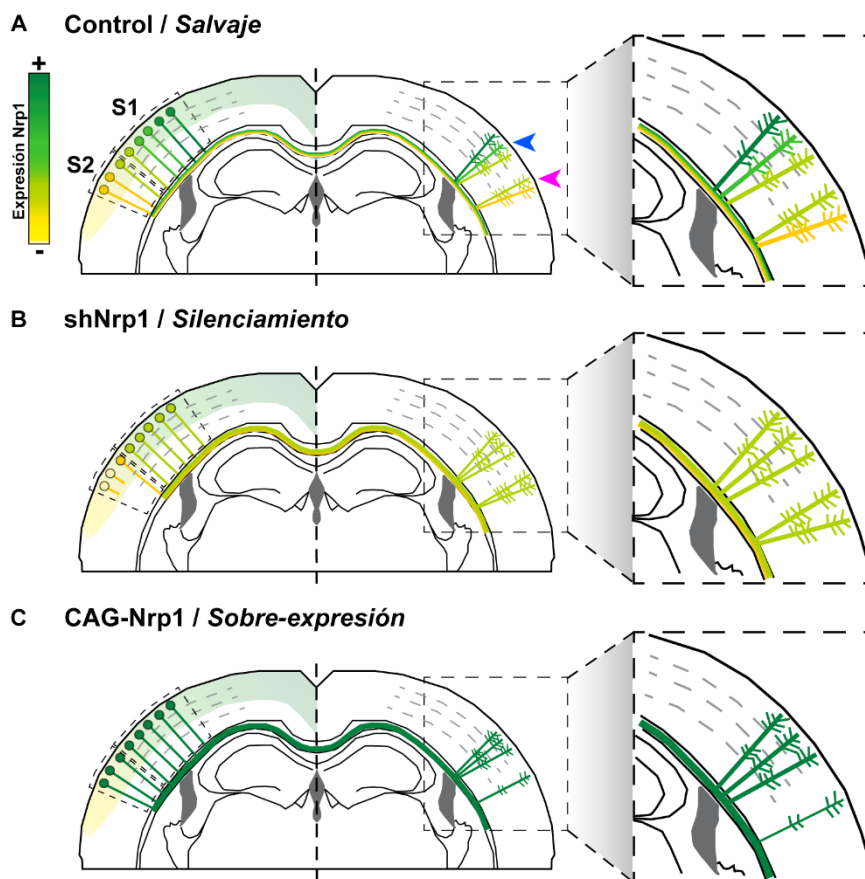 A Control / Salvaje
+
Expresión Nrp1
-
S1
S2
B shNrp1 / Silenciamiento
C CAG-Nrp1 / Sobre-expresión